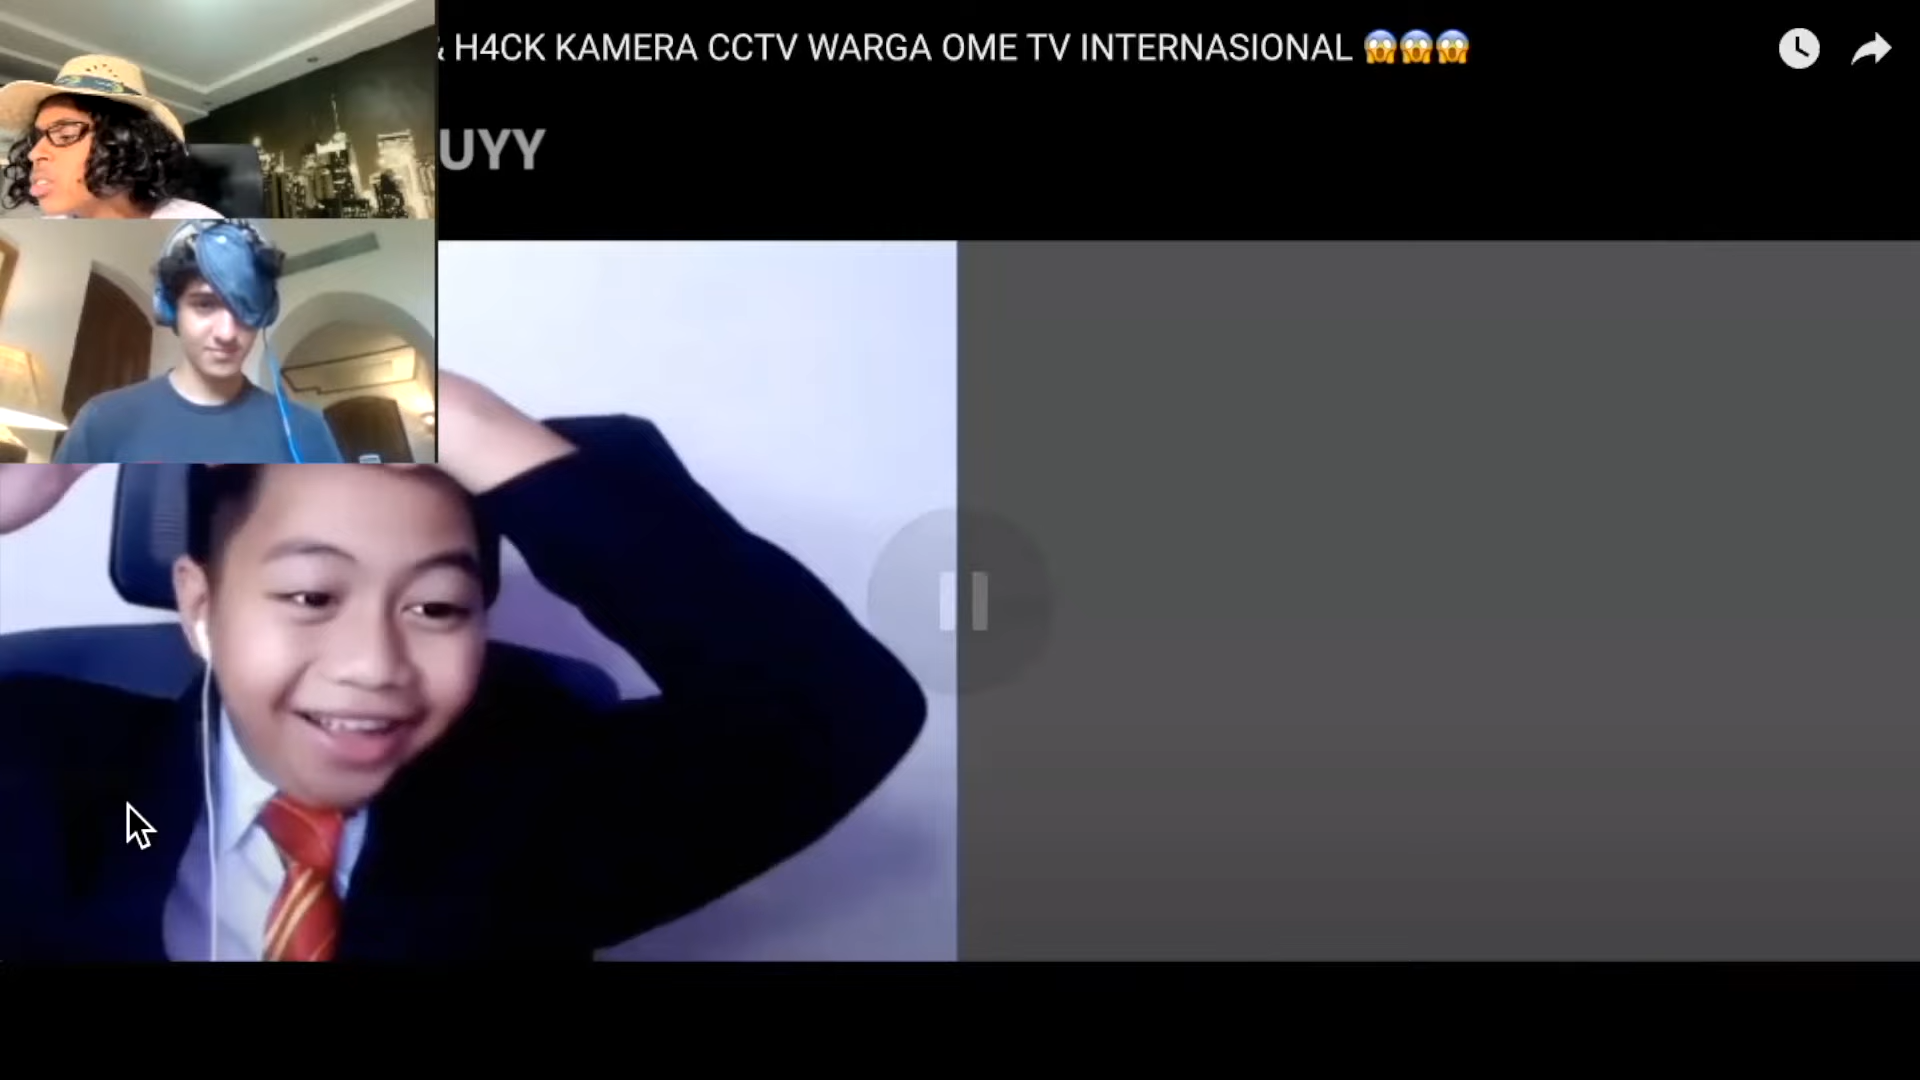 H4CK KAMERA CCTV WARGA OME TV INTERNASIONAL 😱😱😱
UYY